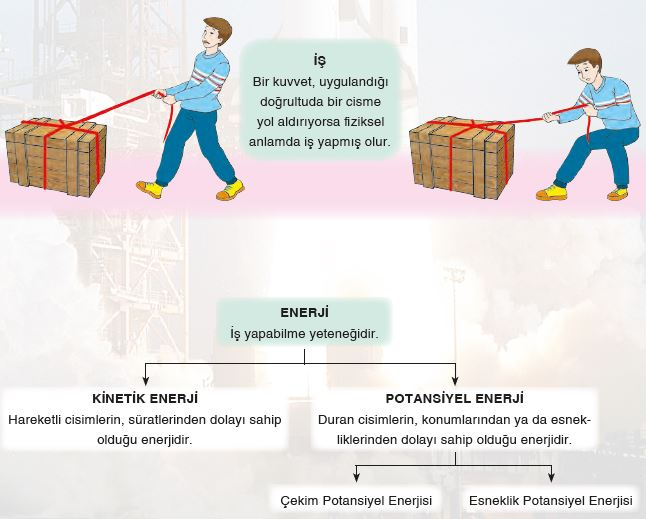 İŞ
Bir kuvvet, uygulandığı
doğrultuda bir cisme
yol aldırıyorsa fiziksel
anlamda iş yapmış olur.
ENERJİ
İş yapabilme yeteneğidir.
KİNETİK ENERJİ
Hareketli cisimlerin, süratlerinden dolayı sahip
olduğu enerjidir.
POTANSİYEL ENERJİ
Duran cisimlerin, konumlarından ya da esnek-
liklerinden dolayı sahip olduğu enerjidir.
Çekim Potansiyel Enerjisi
Esneklik Potansiyel Enerjisi